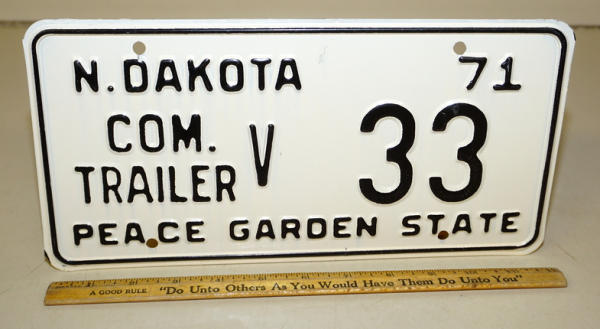 N. DAKOTA 71
COM.
TRAILER V 33
PEACE GARDEN STATE
A GOOD RULE "Do Unto Others As You Would Have Them Do Unto You"